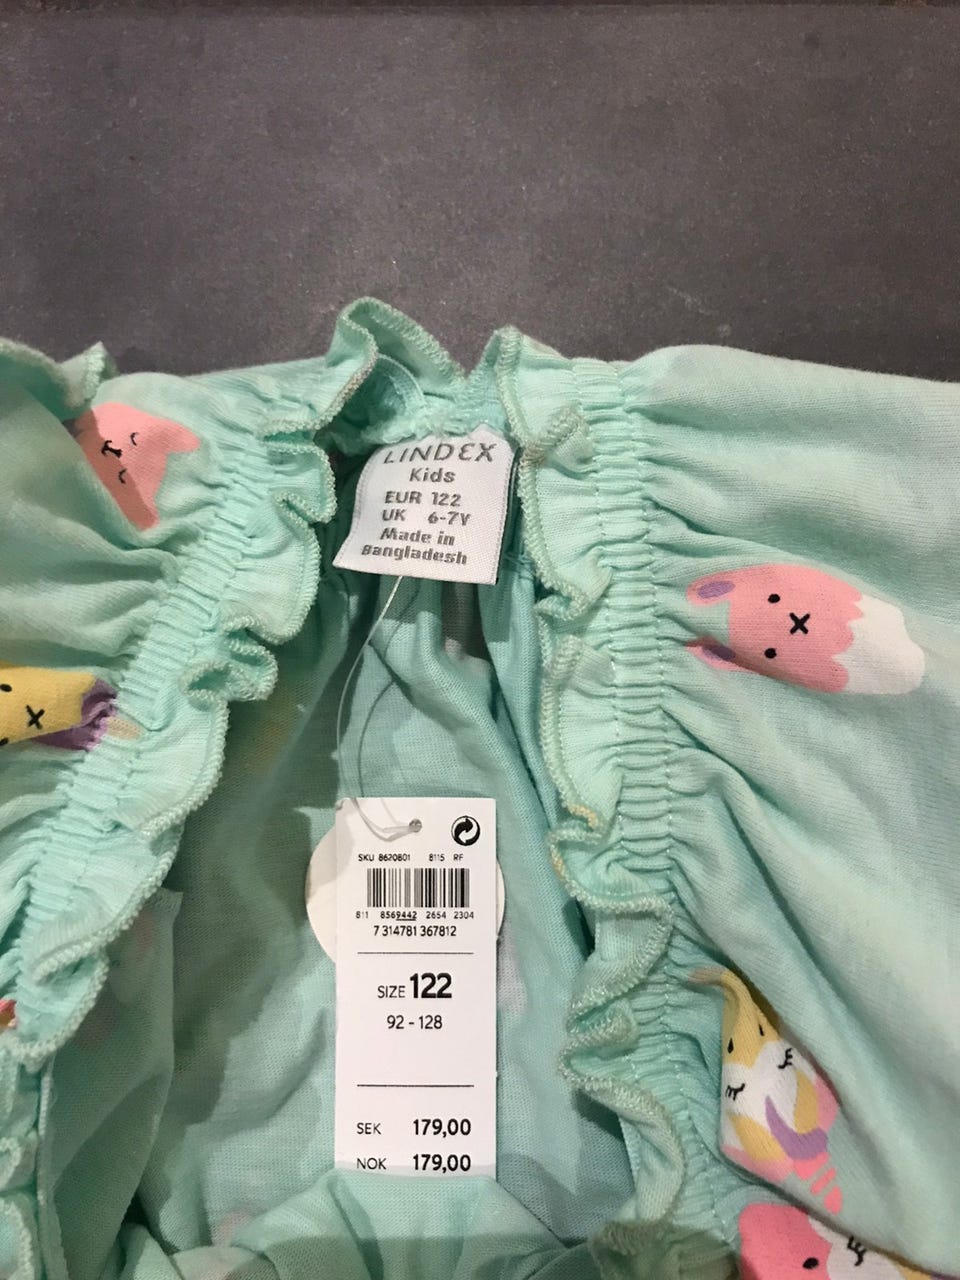 LINDEX
Kids
EUR 122
UK 6-7Y
Made in
Bangladesh
SKU 8620801 8115 RF
811 8569442 2654 2304
7 314781 367812
SIZE 122
92 - 128
SEK 179,00
NOK 179,00